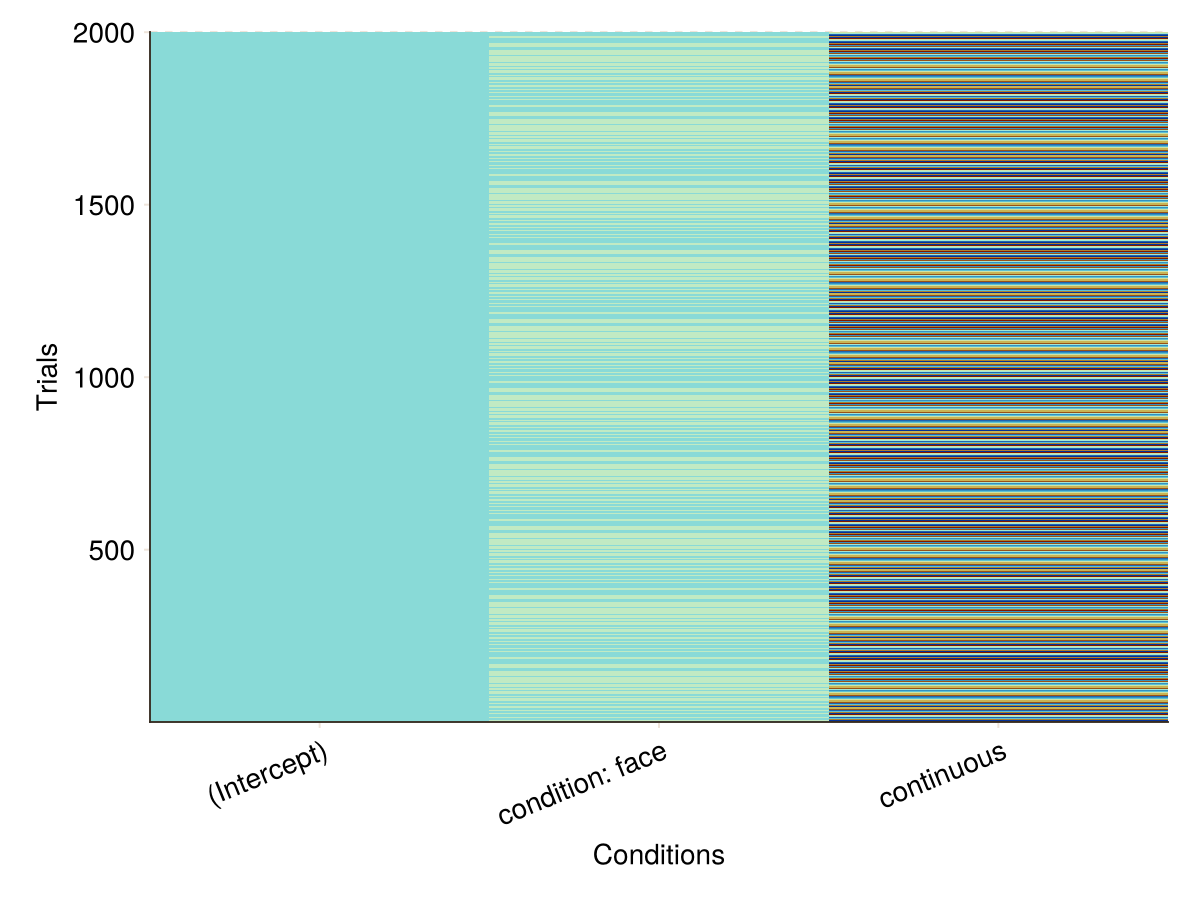 2000
1500
1000
500
Trials
(Intercept)
condition: face
continuous
Conditions